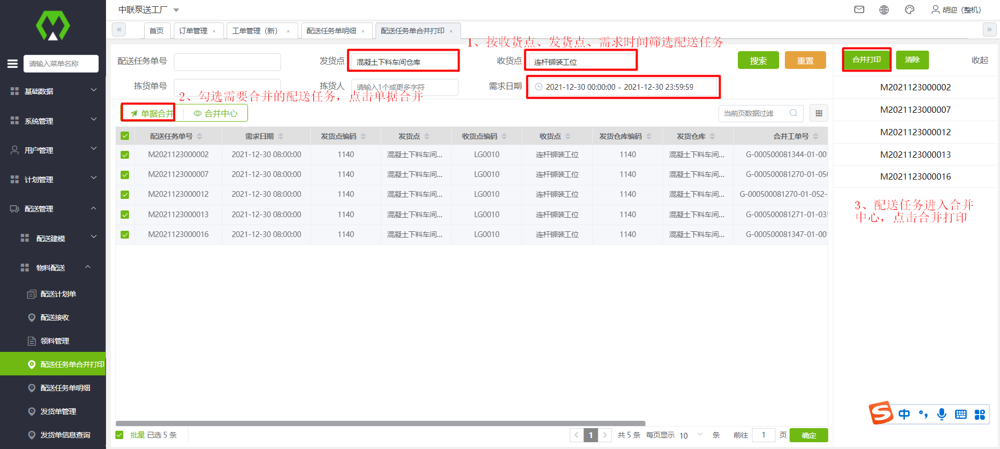 中联泵送工厂
胡迎（整机）
首页
订单管理 ×
工单管理（新） ×
配送任务单明细 ×
配送任务单合并打印 ×
1、按收货点、发货点、需求时间筛选配送任务
请输入菜单名称
基础数据
系统管理
用户管理
计划管理
配送管理
配送建模
物料配送
配送计划单
配送接收
领料管理
配送任务单合并打印
配送任务单明细
发货单管理
发货单信息查询
配送任务单号
发货点 混凝土下料车间仓库
收货点 连杆铆装工位
搜索 重置
拣货单号
拣货人 请输入1个或更多字符
需求日期 2021-12-30 00:00:00 - 2021-12-30 23:59:59
2、勾选需要合并的配送任务，点击单据合并
单据合并 合并中心
当前页数据过滤
配送任务单号 需求日期 发货点编码 发货点 收货点编码 收货点 发货仓库编码 发货仓库 合并工单号
M2021123000002 2021-12-30 08:00:00 1140 混凝土下料车间... LG0010 连杆铆装工位 1140 混凝土下料车间... G-000500081344-01-001
M2021123000007 2021-12-30 08:00:00 1140 混凝土下料车间... LG0010 连杆铆装工位 1140 混凝土下料车间... G-000500081270-01-050
M2021123000012 2021-12-30 08:00:00 1140 混凝土下料车间... LG0010 连杆铆装工位 1140 混凝土下料车间... G-000500081270-01-052-
M2021123000013 2021-12-30 08:00:00 1140 混凝土下料车间... LG0010 连杆铆装工位 1140 混凝土下料车间... G-000500081271-01-035
M2021123000016 2021-12-30 08:00:00 1140 混凝土下料车间... LG0010 连杆铆装工位 1140 混凝土下料车间... G-000500081347-01-001
批量 已选 5 条
1 共 5 条 每页显示 10 条 前往 1 页 确定
合并打印 清除 收起
M2021123000002
M2021123000007
M2021123000012
M2021123000013
M2021123000016
3、配送任务进入合并
中心，点击合并打印
S 中 °,